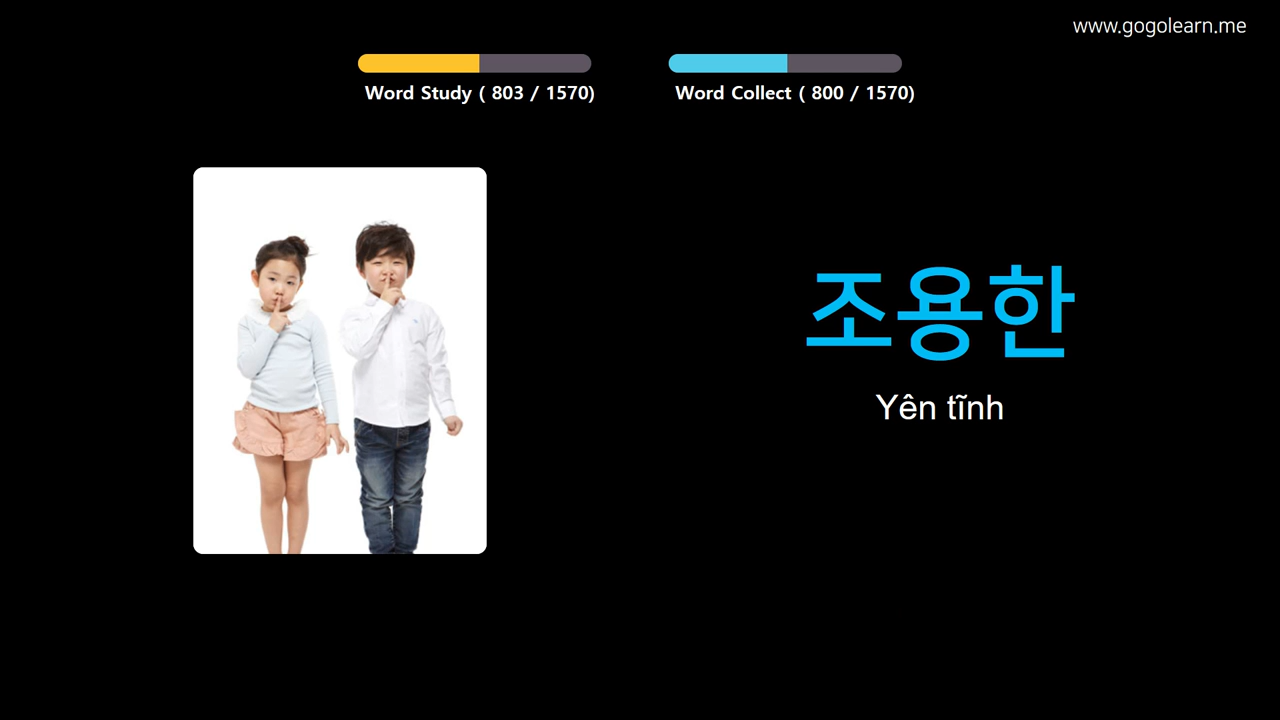 www.gogolearn.me
Word Study ( 803 / 1570)
Word Collect ( 800 / 1570)
조용한
Yên tĩnh